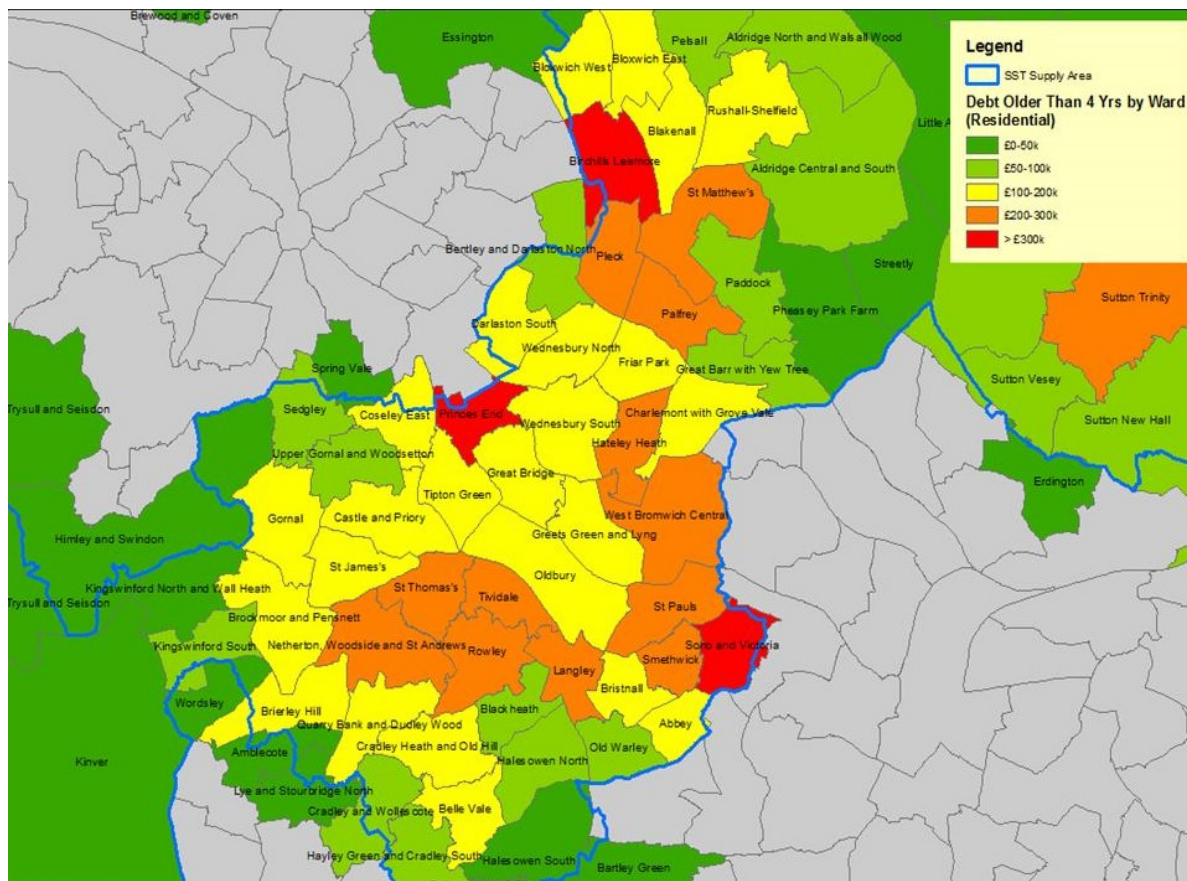 Brewood and Coven
Essington
Pelsall
Aldridge North and Walsall Wood
Bloxwich East
Bloxwich West
Rushall-Shelfield
Little A
Blakenall
Birchills Leamore
Aldridge Central and South
St Matthew's
Bentley and Darlaston North
Pleck
Streetly
Paddock
Sutton Trinity
Palfrey
Pheasey Park Farm
Darlaston South
Wednesbury North
Friar Park
Great Barr with Yew Tree
Spring Vale
Sutton Vesey
Trysull and Seisdon
Sedgley
Coseley East
Princes End
Charlemont with Grove Vale
Sutton New Hall
Wednesbury South
Hateley Heath
Upper Gornal and Woodsetton
Great Bridge
Erdington
Tipton Green
Gornal
Castle and Priory
West Bromwich Central
Greets Green and Lyng
Himley and Swindon
St James's
Oldbury
Kingswinford North and Wall Heath
St Thomas's
Tividale
Trysull and Seisdon
St Pauls
Brockmoor and Pensnett
Kingswinford South
Netherton, Woodside and St Andrews
Rowley
Soho and Victoria
Langley
Smethwick
Bristnall
Wordsley
Brierley Hill
Blackheath
Quarry Bank and Dudley Wood
Abbey
Cradley Heath and Old Hill
Old Warley
Amblecote
Kinver
Halesowen North
Lye and Stourbridge North
Cradley and Wollescote
Belle Vale
Hayley Green and Cradley South
Halesowen South
Bartley Green
Legend
SST Supply Area
Debt Older Than 4 Yrs by Ward
(Residential)
£0-50k
£50-100k
£100-200k
£200-300k
> £300k